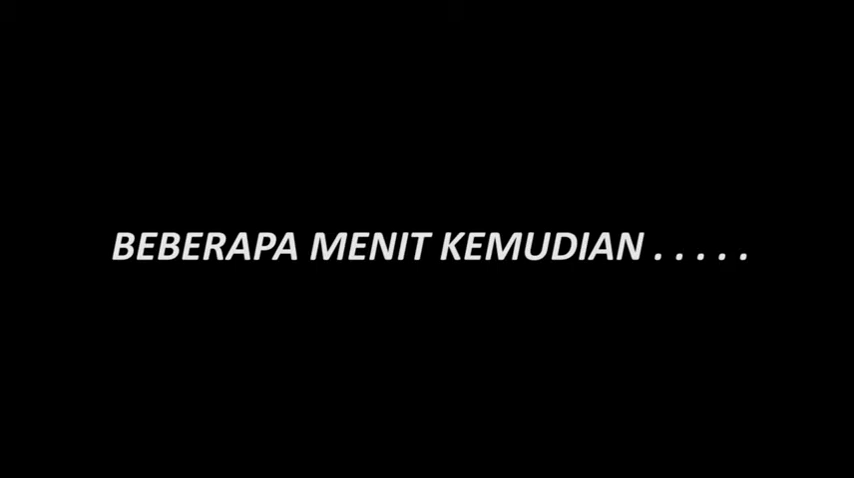 BEBERAPA MENIT KEMUDIAN . . . . .